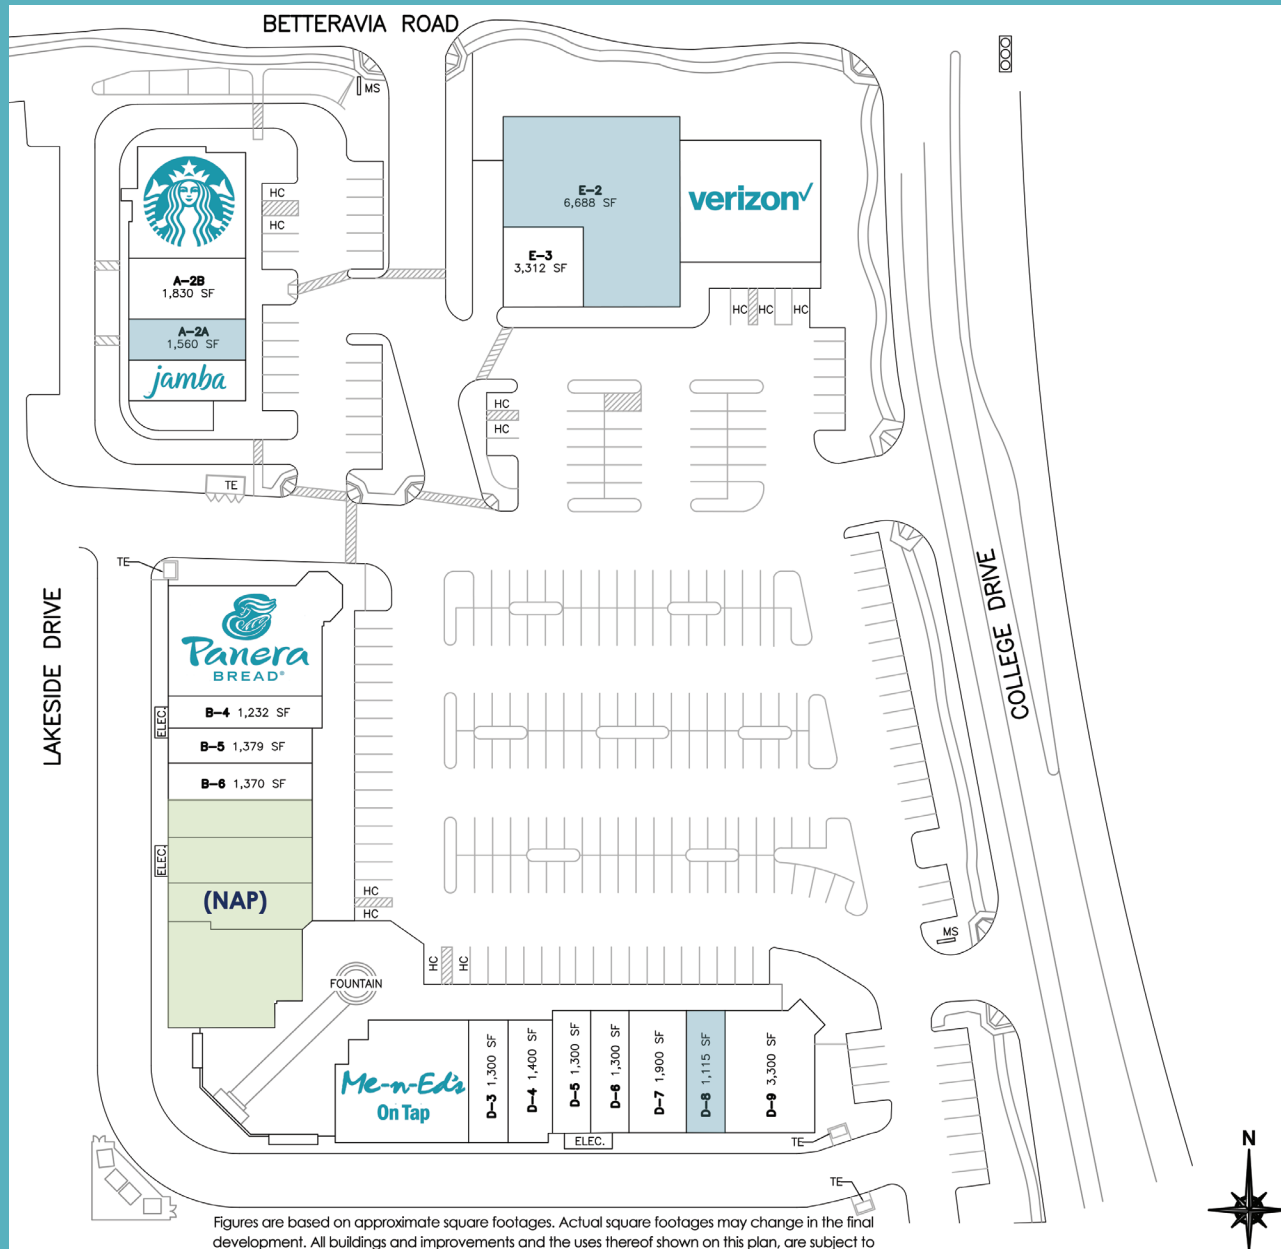 BETTERAVIA ROAD
MS
HC
HC
A-2B
1,830 SF
A-2A
1,560 SF
jamba
E-2
6,688 SF
E-3
3,312 SF
verizon✓
HC HC HC
HC
HC
TE
TE
LAKESIDE DRIVE
COLLEGE DRIVE
Panera
BREAD®
B-4 1,232 SF
ELEC.
B-5 1,379 SF
B-6 1,370 SF
ELEC.
(NAP)
HC
HC
MS
HC HC
FOUNTAIN
Me-n-Ed's
On Tap
D-3 1,300 SF
D-4 1,400 SF
D-5 1,300 SF
D-6 1,300 SF
D-7 1,900 SF
D-8 1,115 SF
D-9 3,300 SF
ELEC.
TE
TE
N
Figures are based on approximate square footages. Actual square footages may change in the final
development. All buildings and improvements and the uses thereof shown on this plan, are subject to